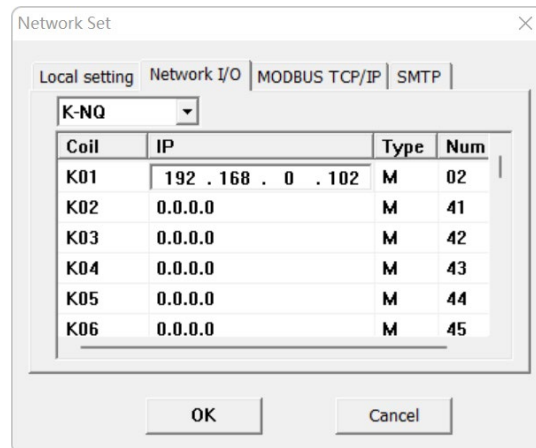 Network Set
Local setting Network I/O MODBUS TCP/IP SMTP
K-NQ
Coil IP Type Num
K01 192 . 168 . 0 . 102 M 02
K02 0.0.0.0 M 41
K03 0.0.0.0 M 42
K04 0.0.0.0 M 43
K05 0.0.0.0 M 44
K06 0.0.0.0 M 45
OK Cancel